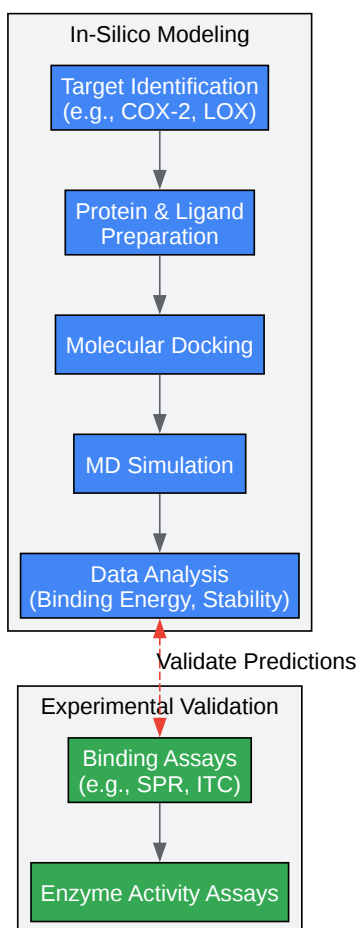 In-Silico Modeling
Target Identification
(e.g., COX-2, LOX)
Protein & Ligand
Preparation
Molecular Docking
MD Simulation
Data Analysis
(Binding Energy, Stability)
Validate Predictions
Experimental Validation
Binding Assays
(e.g., SPR, ITC)
Enzyme Activity Assays